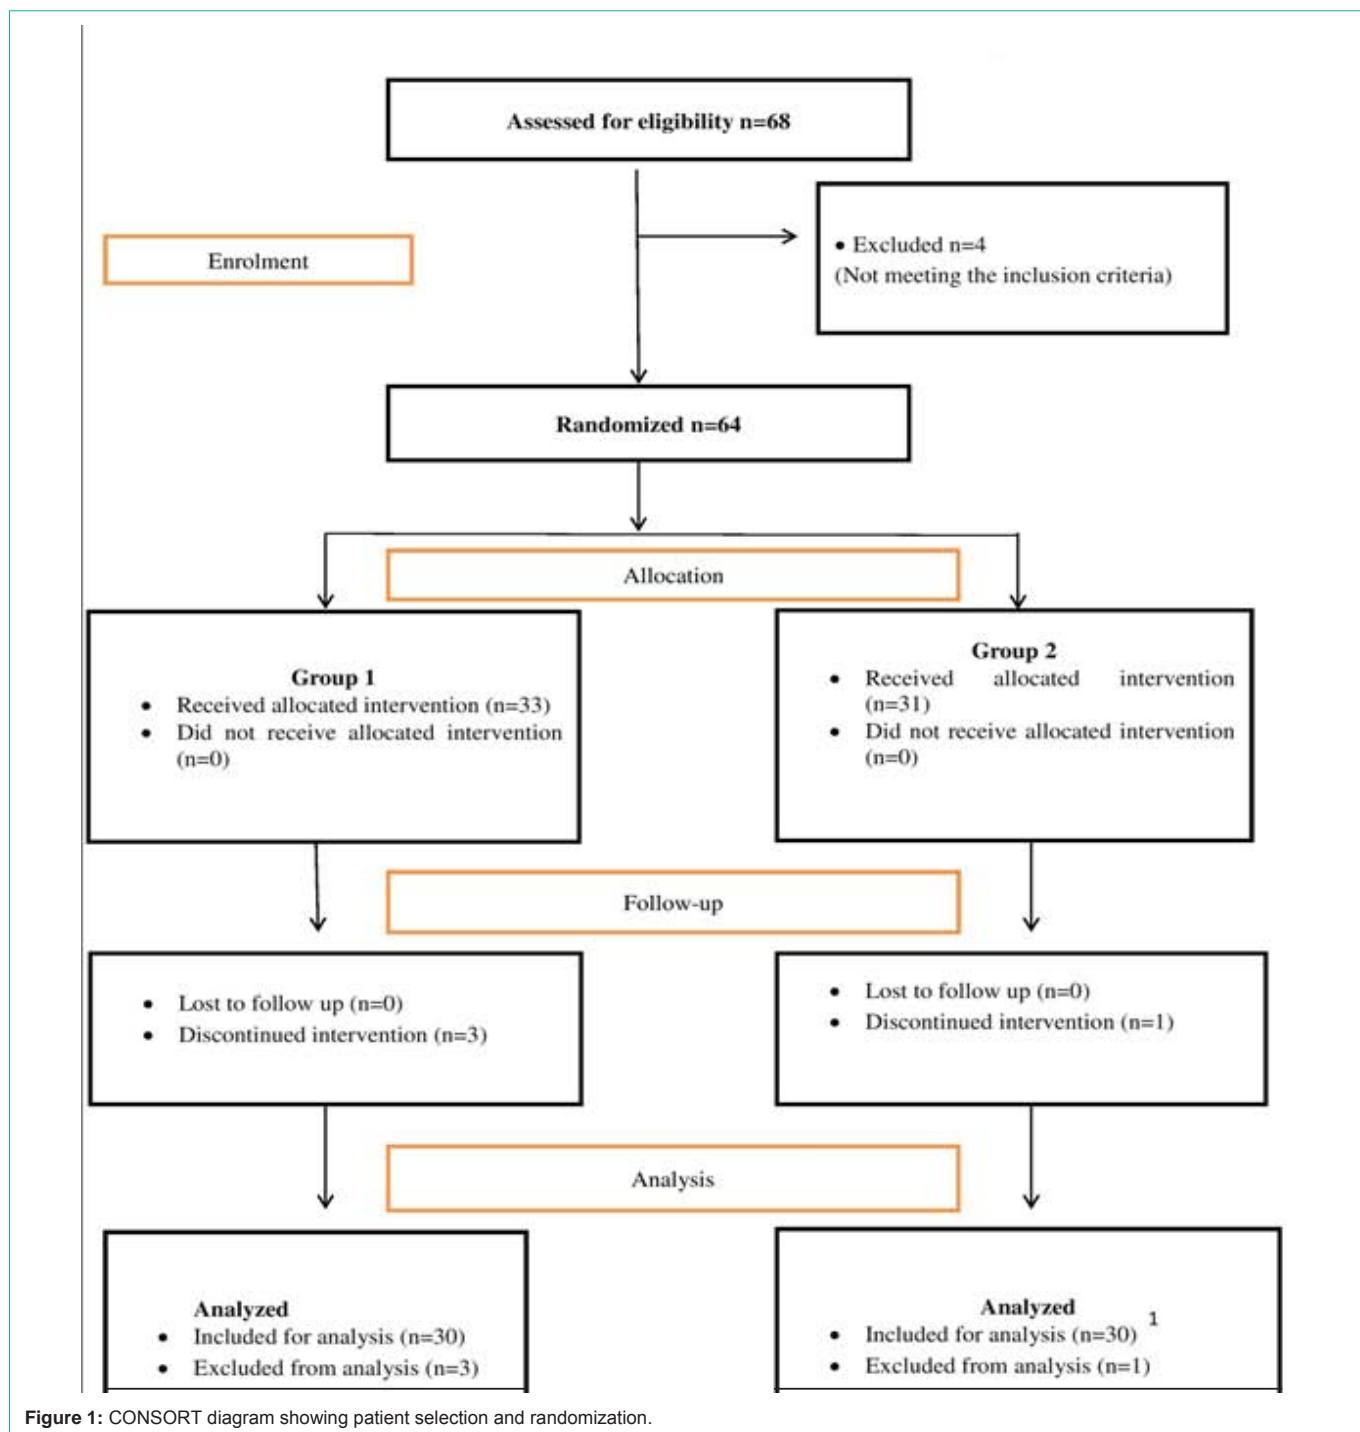 Assessed for eligibility n=68
• Excluded n=4
(Not meeting the inclusion criteria)
Enrolment
Randomized n=64
Allocation
Group 1
• Received allocated intervention (n=33)
• Did not receive allocated intervention
(n=0)
Group 2
• Received allocated intervention
(n=31)
• Did not receive allocated intervention
(n=0)
Follow-up
• Lost to follow up (n=0)
• Discontinued intervention (n=3)
• Lost to follow up (n=0)
• Discontinued intervention (n=1)
Analysis
Analyzed
• Included for analysis (n=30)
• Excluded from analysis (n=3)
Analyzed
• Included for analysis (n=30) 1
• Excluded from analysis (n=1)
Figure 1: CONSORT diagram showing patient selection and randomization.